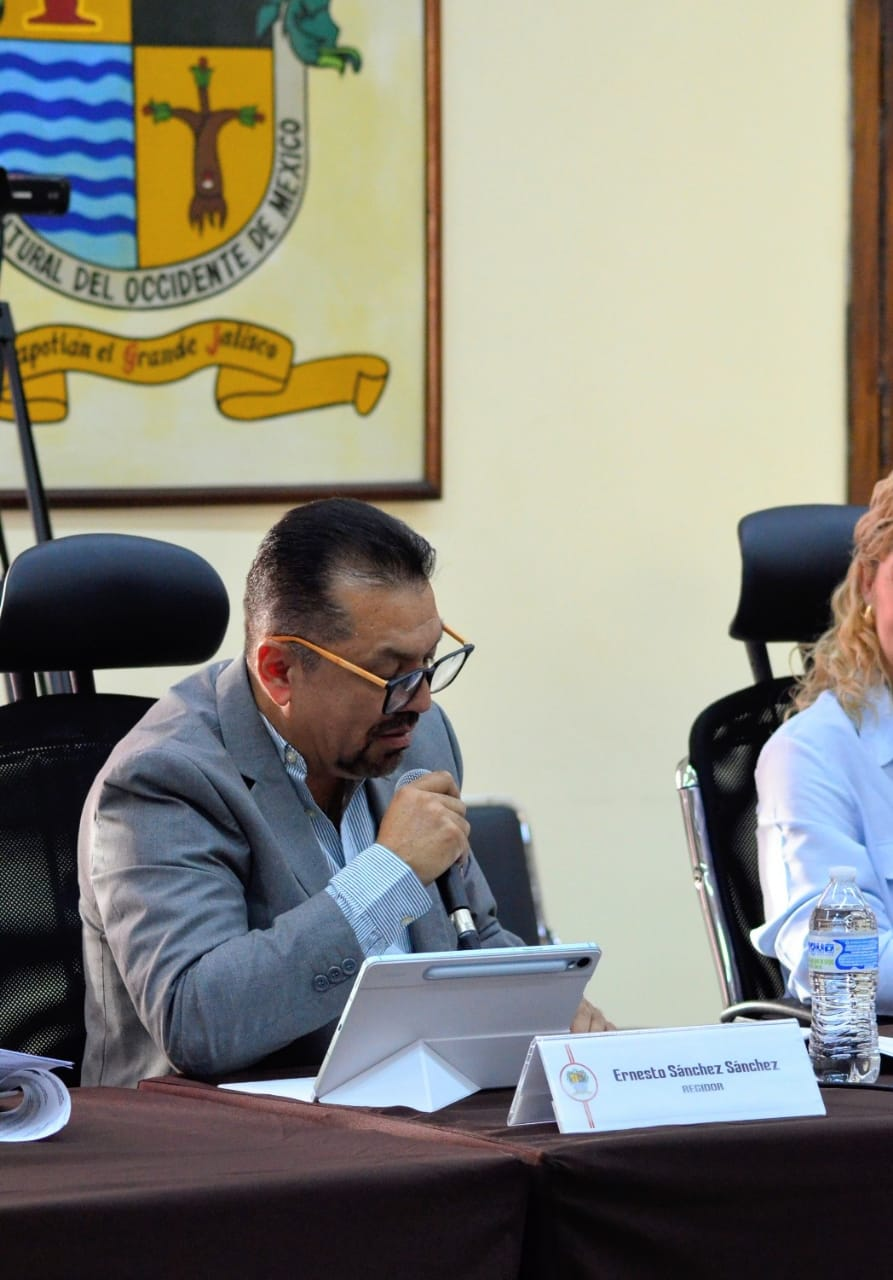 TURAL DEL OCCIDENTE DE MEXICO
apotlán el Grande Jalisco
Ernesto Sánchez Sánchez
REGIDOR